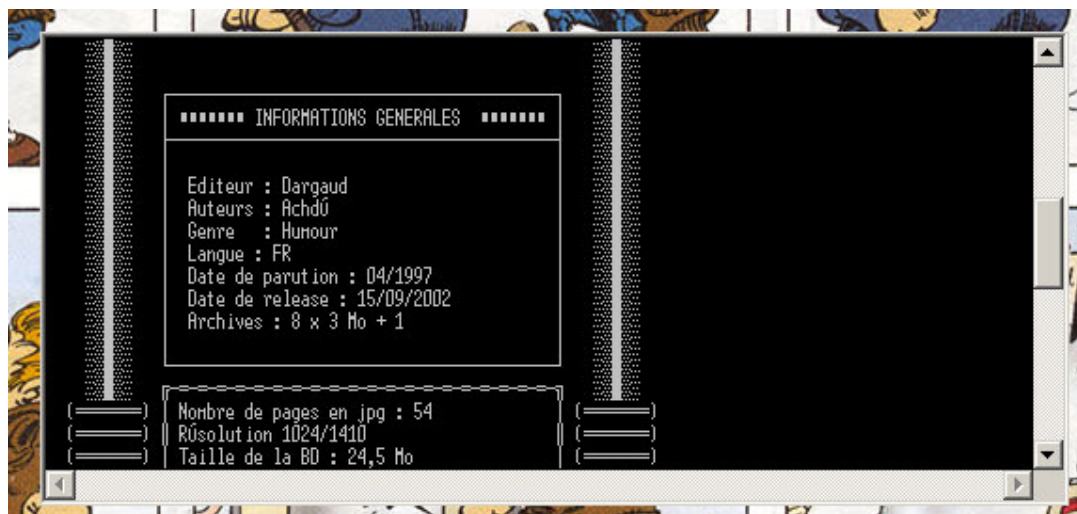 INFORMATIONS GENERALES
Editeur : Dargaud
Auteurs : AchdÚ
Genre : Humour
Langue : FR
Date de parution : 04/1997
Date de release : 15/09/2002
Archives : 8 x 3 Mo + 1
Nombre de pages en jpg : 54
RÚsolution 1024/1410
Taille de la BD : 24,5 Mo